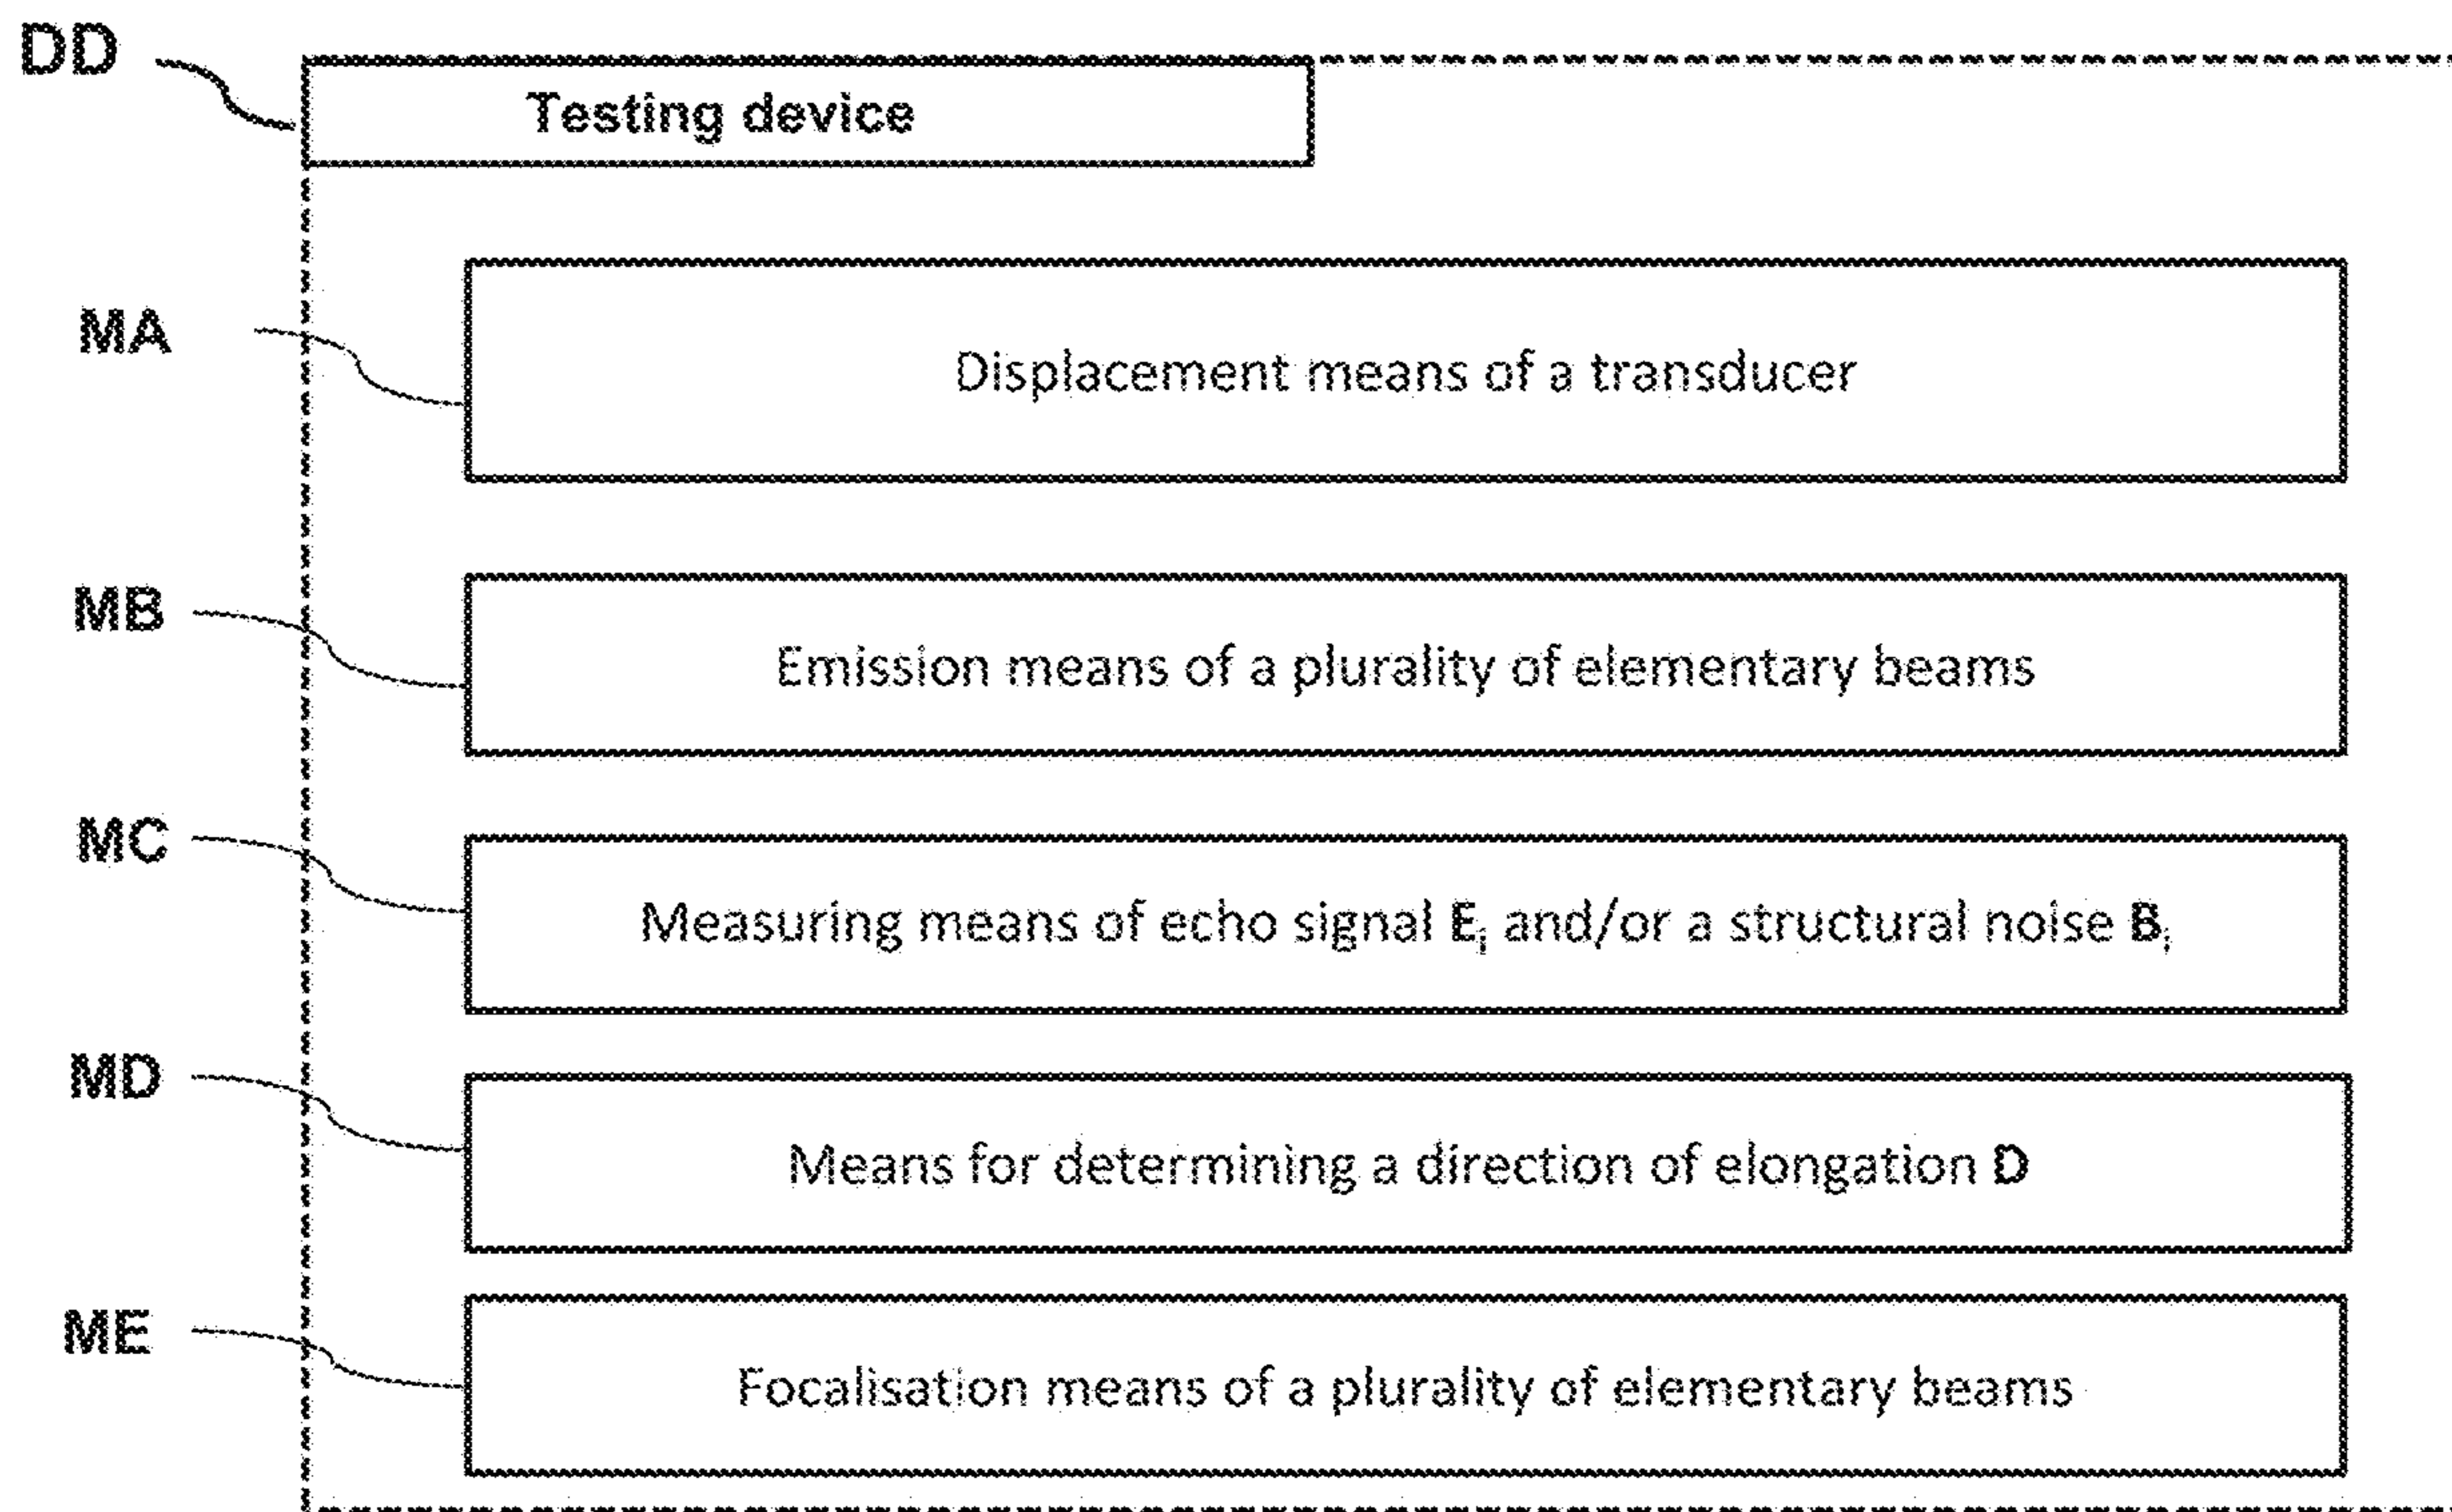 DD
Testing device
MA
Displacement means of a transducer
MB
Emission means of a plurality of elementary beams
MC
Measuring means of echo signal Ei and/or a structural noise Bi
MD
Means for determining a direction of elongation D
ME
Focalisation means of a plurality of elementary beams